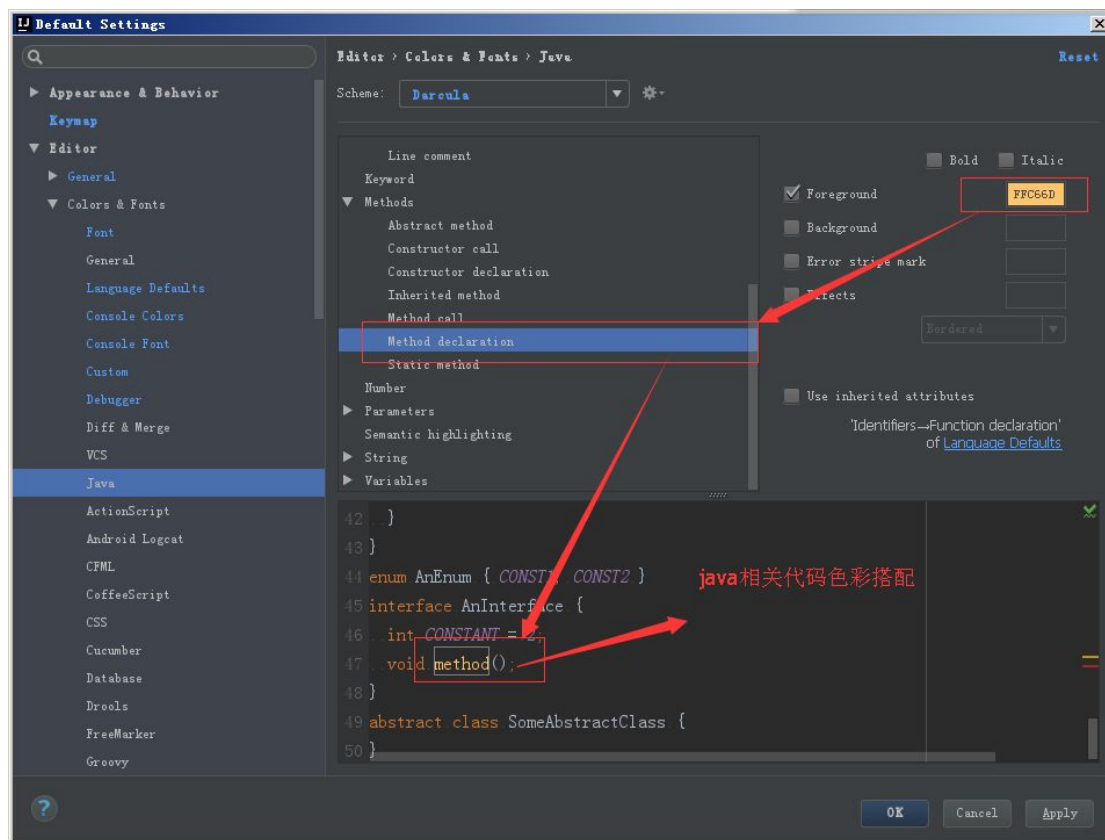 Default Settings
Editor › Colors & Fonts › Java
Reset
Scheme: Darcula
Appearance & Behavior
Keymap
Editor
General
Colors & Fonts
Font
General
Language Defaults
Console Colors
Console Font
Custom
Debugger
Diff & Merge
VCS
Java
ActionScript
Android Logcat
CFML
CoffeeScript
CSS
Cucumber
Database
Drools
FreeMarker
Groovy
Line comment
Keyword
Methods
Abstract method
Constructor call
Constructor declaration
Inherited method
Method call
Method declaration
Static method
Number
Parameters
Semantic highlighting
String
Variables
Bold Italic
Foreground FFC66D
Background
Error stripe mark
Effects
Bordered
Use inherited attributes
'Identifiers→Function declaration'
of Language Defaults
42 }
43 }
44 enum AnEnum { CONST1, CONST2 }
45 interface AnInterface {
46 int CONSTANT = 2;
47 void method();
48 }
49 abstract class SomeAbstractClass {
50 }
java相关代码色彩搭配
?
OK Cancel Apply